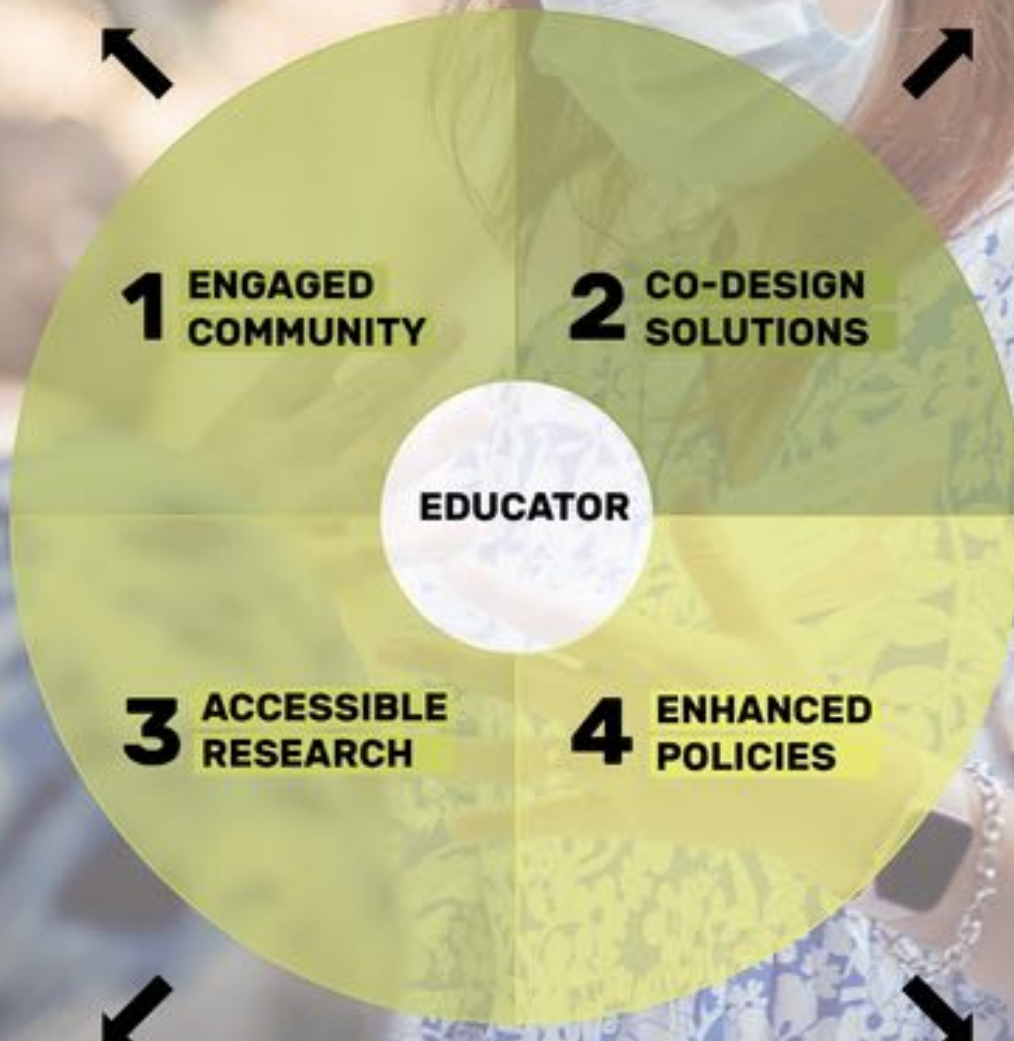 1 ENGAGED
COMMUNITY
2 CO-DESIGN
SOLUTIONS
EDUCATOR
3 ACCESSIBLE
RESEARCH
4 ENHANCED
POLICIES